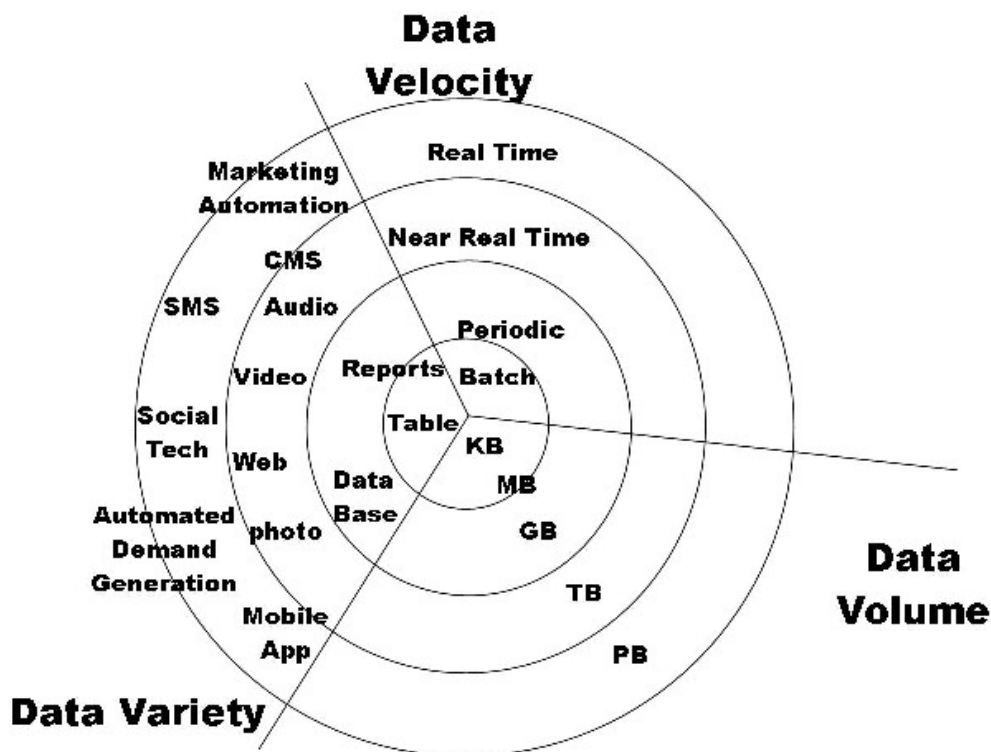 Data
Velocity
Real Time
Marketing
Automation
Near Real Time
CMS
SMS
Audio
Periodic
Reports
Batch
Video
Social
Tech
Table
KB
Web
Data
Base
MB
Automated
Demand
Generation
photo
GB
Data
Volume
TB
Mobile
App
PB
Data Variety